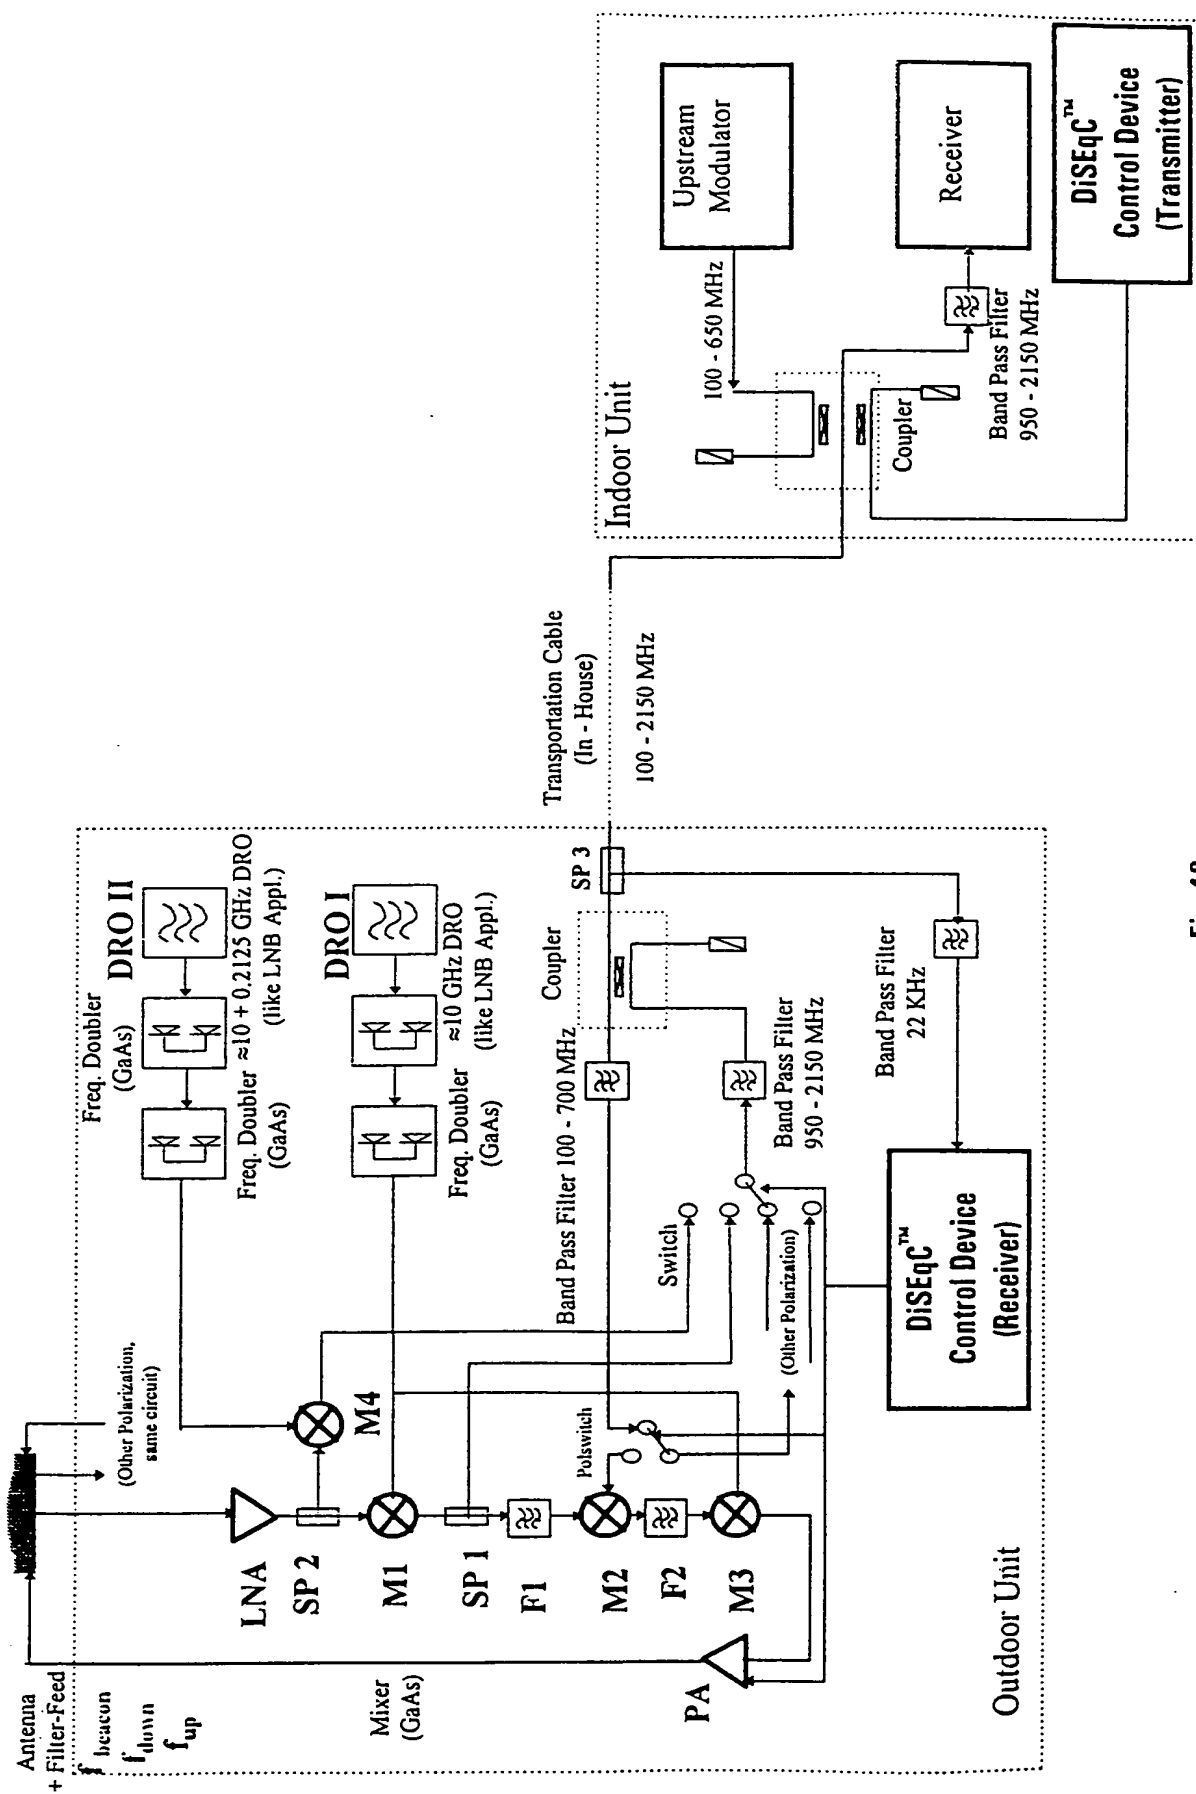 Antenna
+ Filter-Feed
f beacon
f down
f up
(Other Polarization,
same circuit)
Freq. Doubler
(GaAs)
DRO II
Freq. Doubler
(GaAs)
≈10 + 0.2125 GHz DRO
(like LNB Appl.)
DRO I
Freq. Doubler
(GaAs)
≈10 GHz DRO
(like LNB Appl.)
LNA
SP 2
M4
M1
Mixer
(GaAs)
SP 1
F1
M2
F2
M3
PA
Polswitch
Switch
(Other Polarization)
Band Pass Filter 100 - 700 MHz
Coupler
SP 3
Band Pass Filter
950 - 2150 MHz
Band Pass Filter
22 KHz
DiSEqC™
Control Device
(Receiver)
Outdoor Unit
Transportation Cable
(In - House)
100 - 2150 MHz
Indoor Unit
Upstream
Modulator
100 - 650 MHz
Coupler
Receiver
Band Pass Filter
950 - 2150 MHz
DiSEqC™
Control Device
(Transmitter)